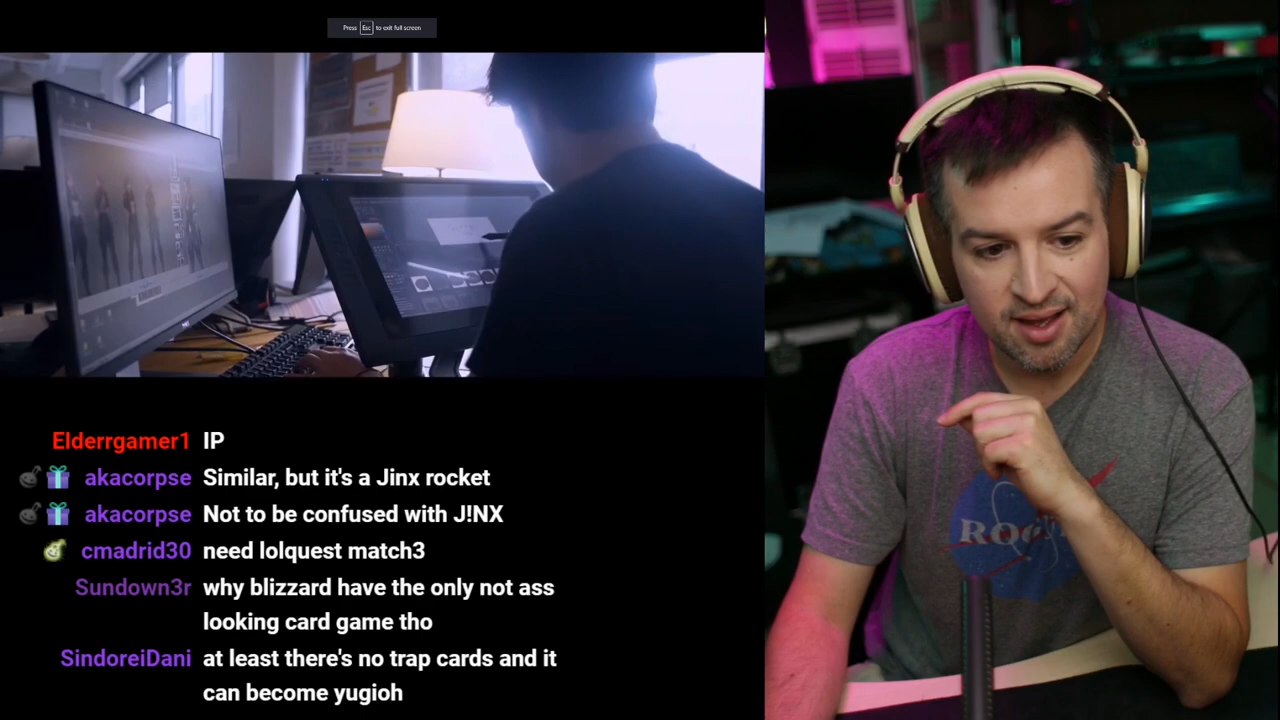 Press Esc to exit full screen
Elderrgamer1 IP
akacorpse Similar, but it's a Jinx rocket
akacorpse Not to be confused with J!NX
cmadrid30 need lolquest match3
Sundown3r why blizzard have the only not ass
looking card game tho
SindoreiDani at least there's no trap cards and it
can become yugioh